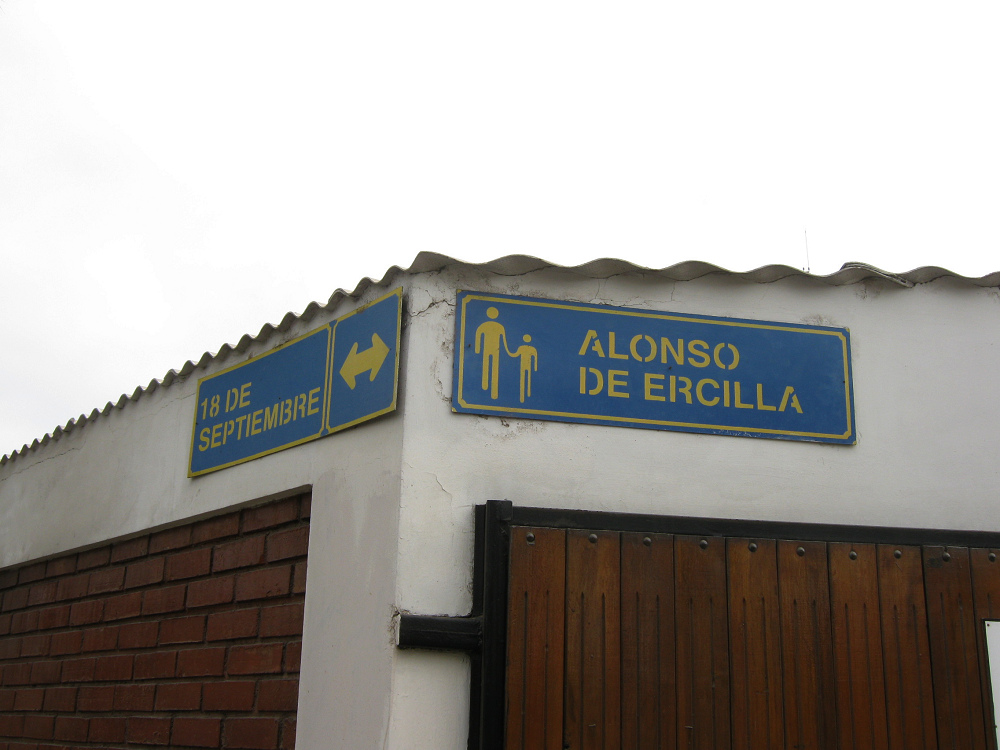 18 DE
SEPTIEMBRE
ALONSO
DE ERCILLA